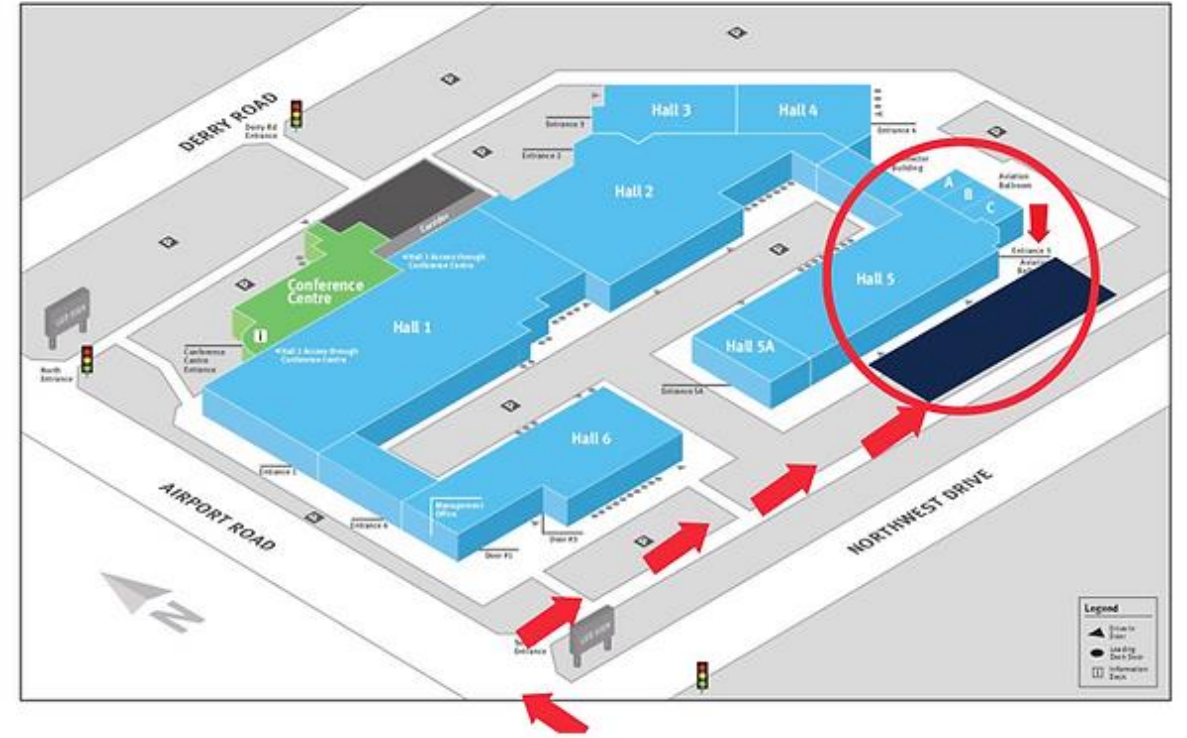 DERRY ROAD
Derry Rd
Entrance
Hall 3
Hall 4
Entrance 3
Entrance 2
Entrance 6
Building
Aviation
Ballroom
A
B
C
Hall 2
Corridor
Hall 1 Access through
Conference Centre
Conference
Centre
Hall 1
Hall 1 Access through
Conference Centre
Conference
Centre
Entrance
North
Entrance
Hall 5
Entrance 5
Hall 5A
Entrance 5A
Hall 6
Management
Office
Entrance 1
Door #1
Door #3
Entrance
AIRPORT ROAD
NORTHWEST DRIVE
N
Legend
Drive In
Door
Loading
Dock Door
Information
Desk